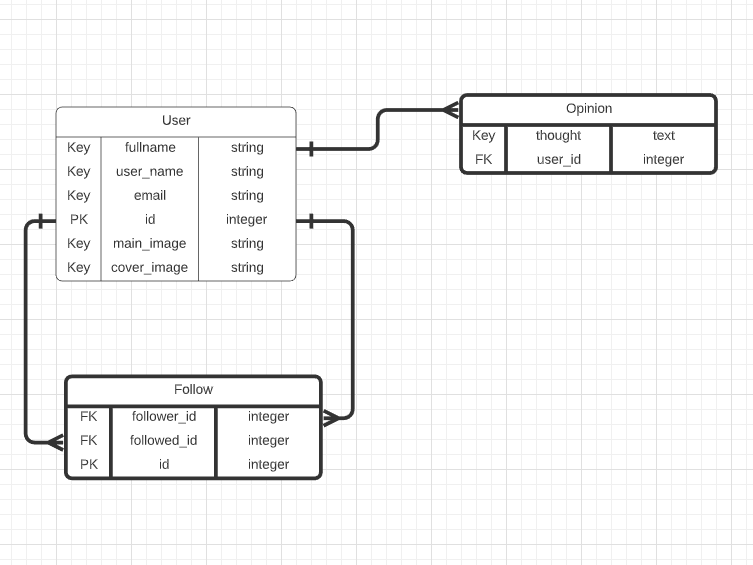 User
Key fullname string
Key user_name string
Key email string
PK id integer
Key main_image string
Key cover_image string
Opinion
Key thought text
FK user_id integer
Follow
FK follower_id integer
FK followed_id integer
PK id integer